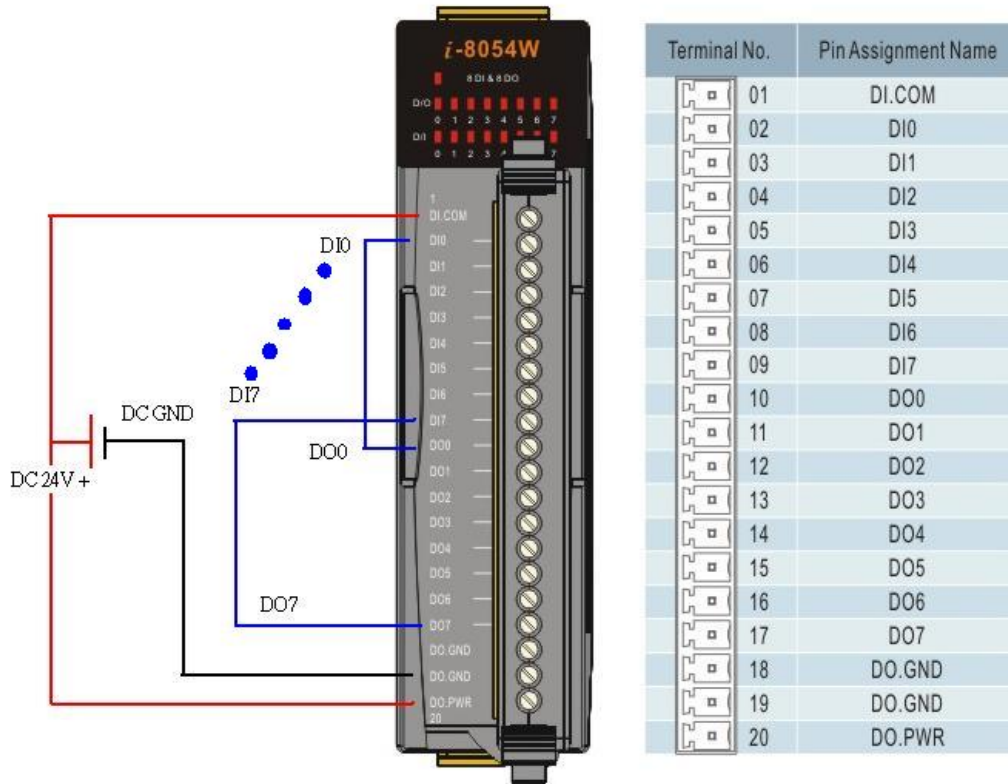 i-8054W
8 DI & 8 DO
D/O
0 1 2 3 4 5 6 7
D/I
0 1 2 3 4 7
1
DI.COM
DI0
DI1
DI2
DI3
DI4
DI5
DI6
DI7
DO0
DO1
DO2
DO3
DO4
DO5
DO6
DO7
DO.GND
DO.GND
DO.PWR
20
DI0
DI7
DC GND
DO0
DC 24V +
DO7
Terminal No. Pin Assignment Name
01 DI.COM
02 DI0
03 DI1
04 DI2
05 DI3
06 DI4
07 DI5
08 DI6
09 DI7
10 DO0
11 DO1
12 DO2
13 DO3
14 DO4
15 DO5
16 DO6
17 DO7
18 DO.GND
19 DO.GND
20 DO.PWR